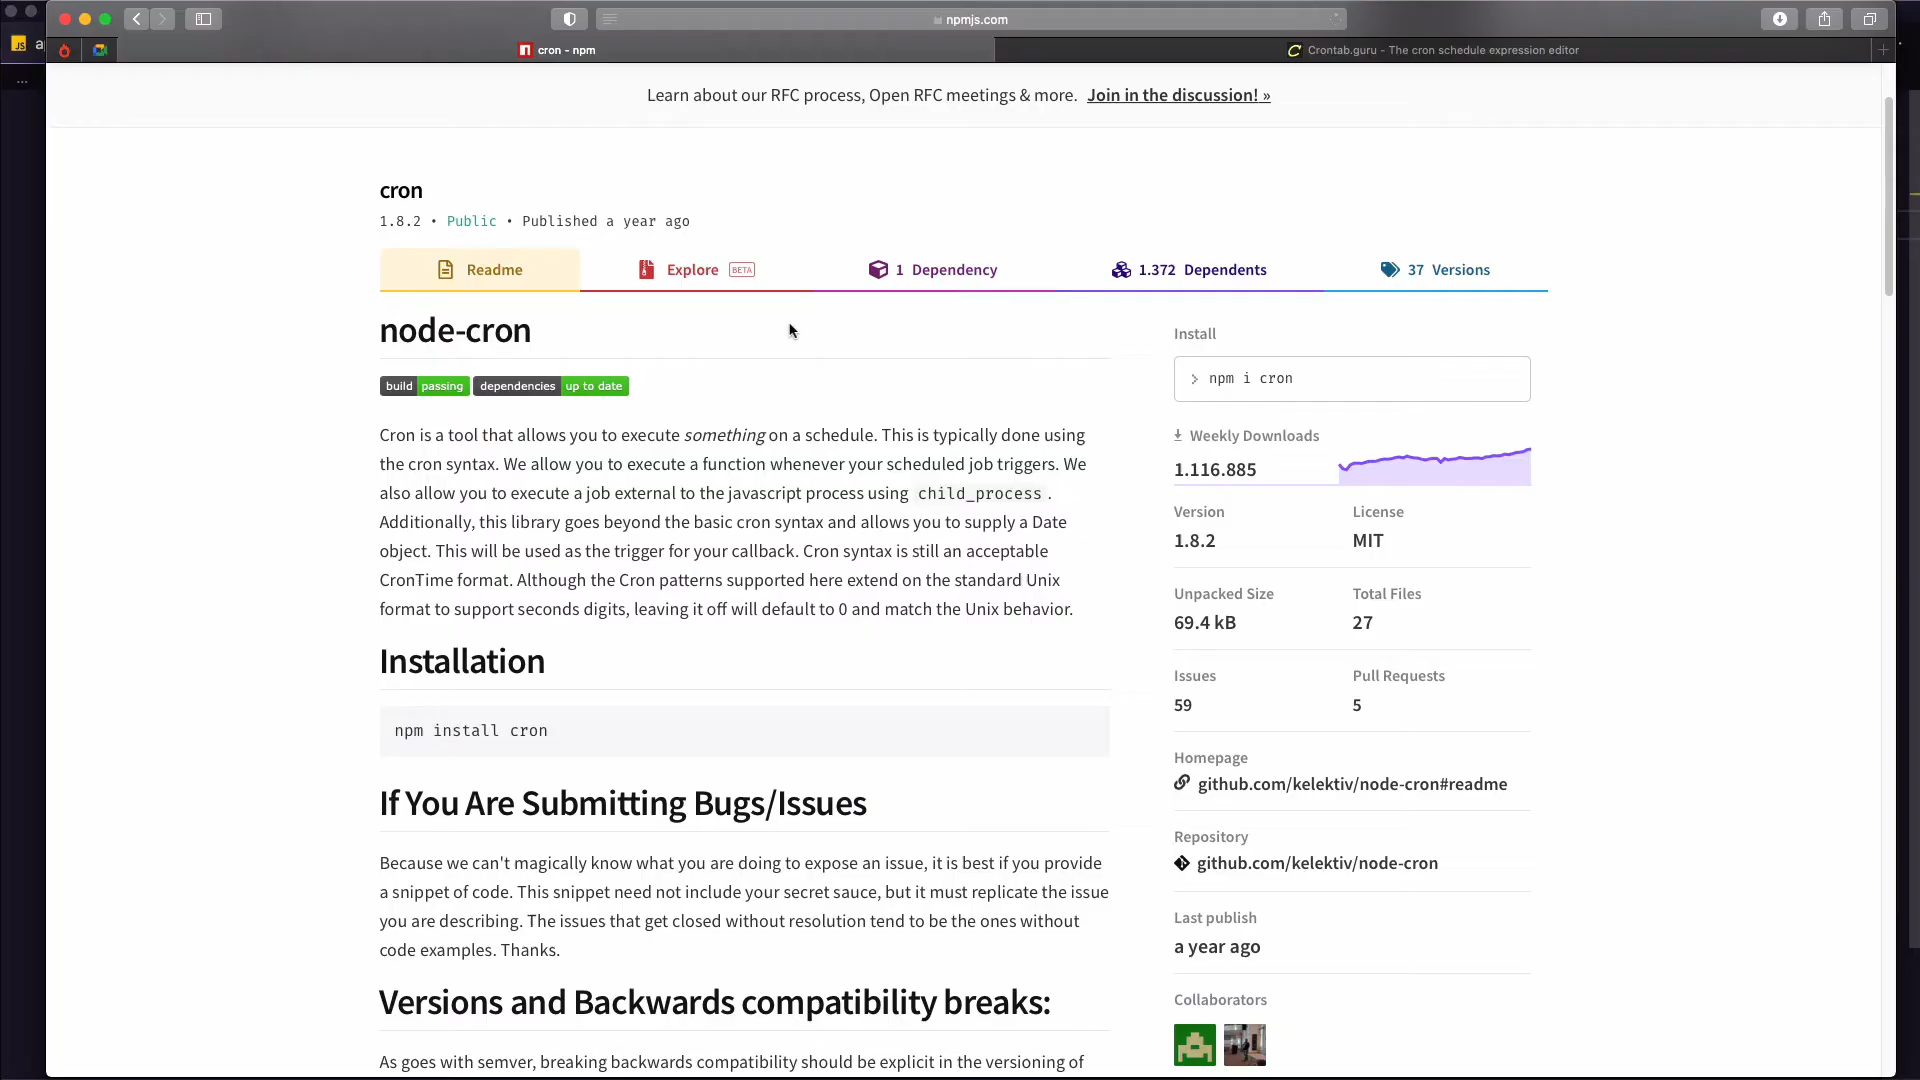 npmjs.com
cron - npm
Crontab.guru - The cron schedule expression editor
JS
...
Learn about our RFC process, Open RFC meetings & more. Join in the discussion! »
cron
1.8.2 • Public • Published a year ago
Readme
Explore BETA
1 Dependency
1.372 Dependents
37 Versions
node-cron
build passing dependencies up to date
Cron is a tool that allows you to execute something on a schedule. This is typically done using
the cron syntax. We allow you to execute a function whenever your scheduled job triggers. We
also allow you to execute a job external to the javascript process using child_process .
Additionally, this library goes beyond the basic cron syntax and allows you to supply a Date
object. This will be used as the trigger for your callback. Cron syntax is still an acceptable
CronTime format. Although the Cron patterns supported here extend on the standard Unix
format to support seconds digits, leaving it off will default to 0 and match the Unix behavior.
Installation
npm install cron
If You Are Submitting Bugs/Issues
Because we can't magically know what you are doing to expose an issue, it is best if you provide
a snippet of code. This snippet need not include your secret sauce, but it must replicate the issue
you are describing. The issues that get closed without resolution tend to be the ones without
code examples. Thanks.
Versions and Backwards compatibility breaks:
As goes with semver, breaking backwards compatibility should be explicit in the versioning of
Install
> npm i cron
Weekly Downloads
1.116.885
Version
License
1.8.2
MIT
Unpacked Size
Total Files
69.4 kB
27
Issues
Pull Requests
59
5
Homepage
github.com/kelektiv/node-cron#readme
Repository
github.com/kelektiv/node-cron
Last publish
a year ago
Collaborators